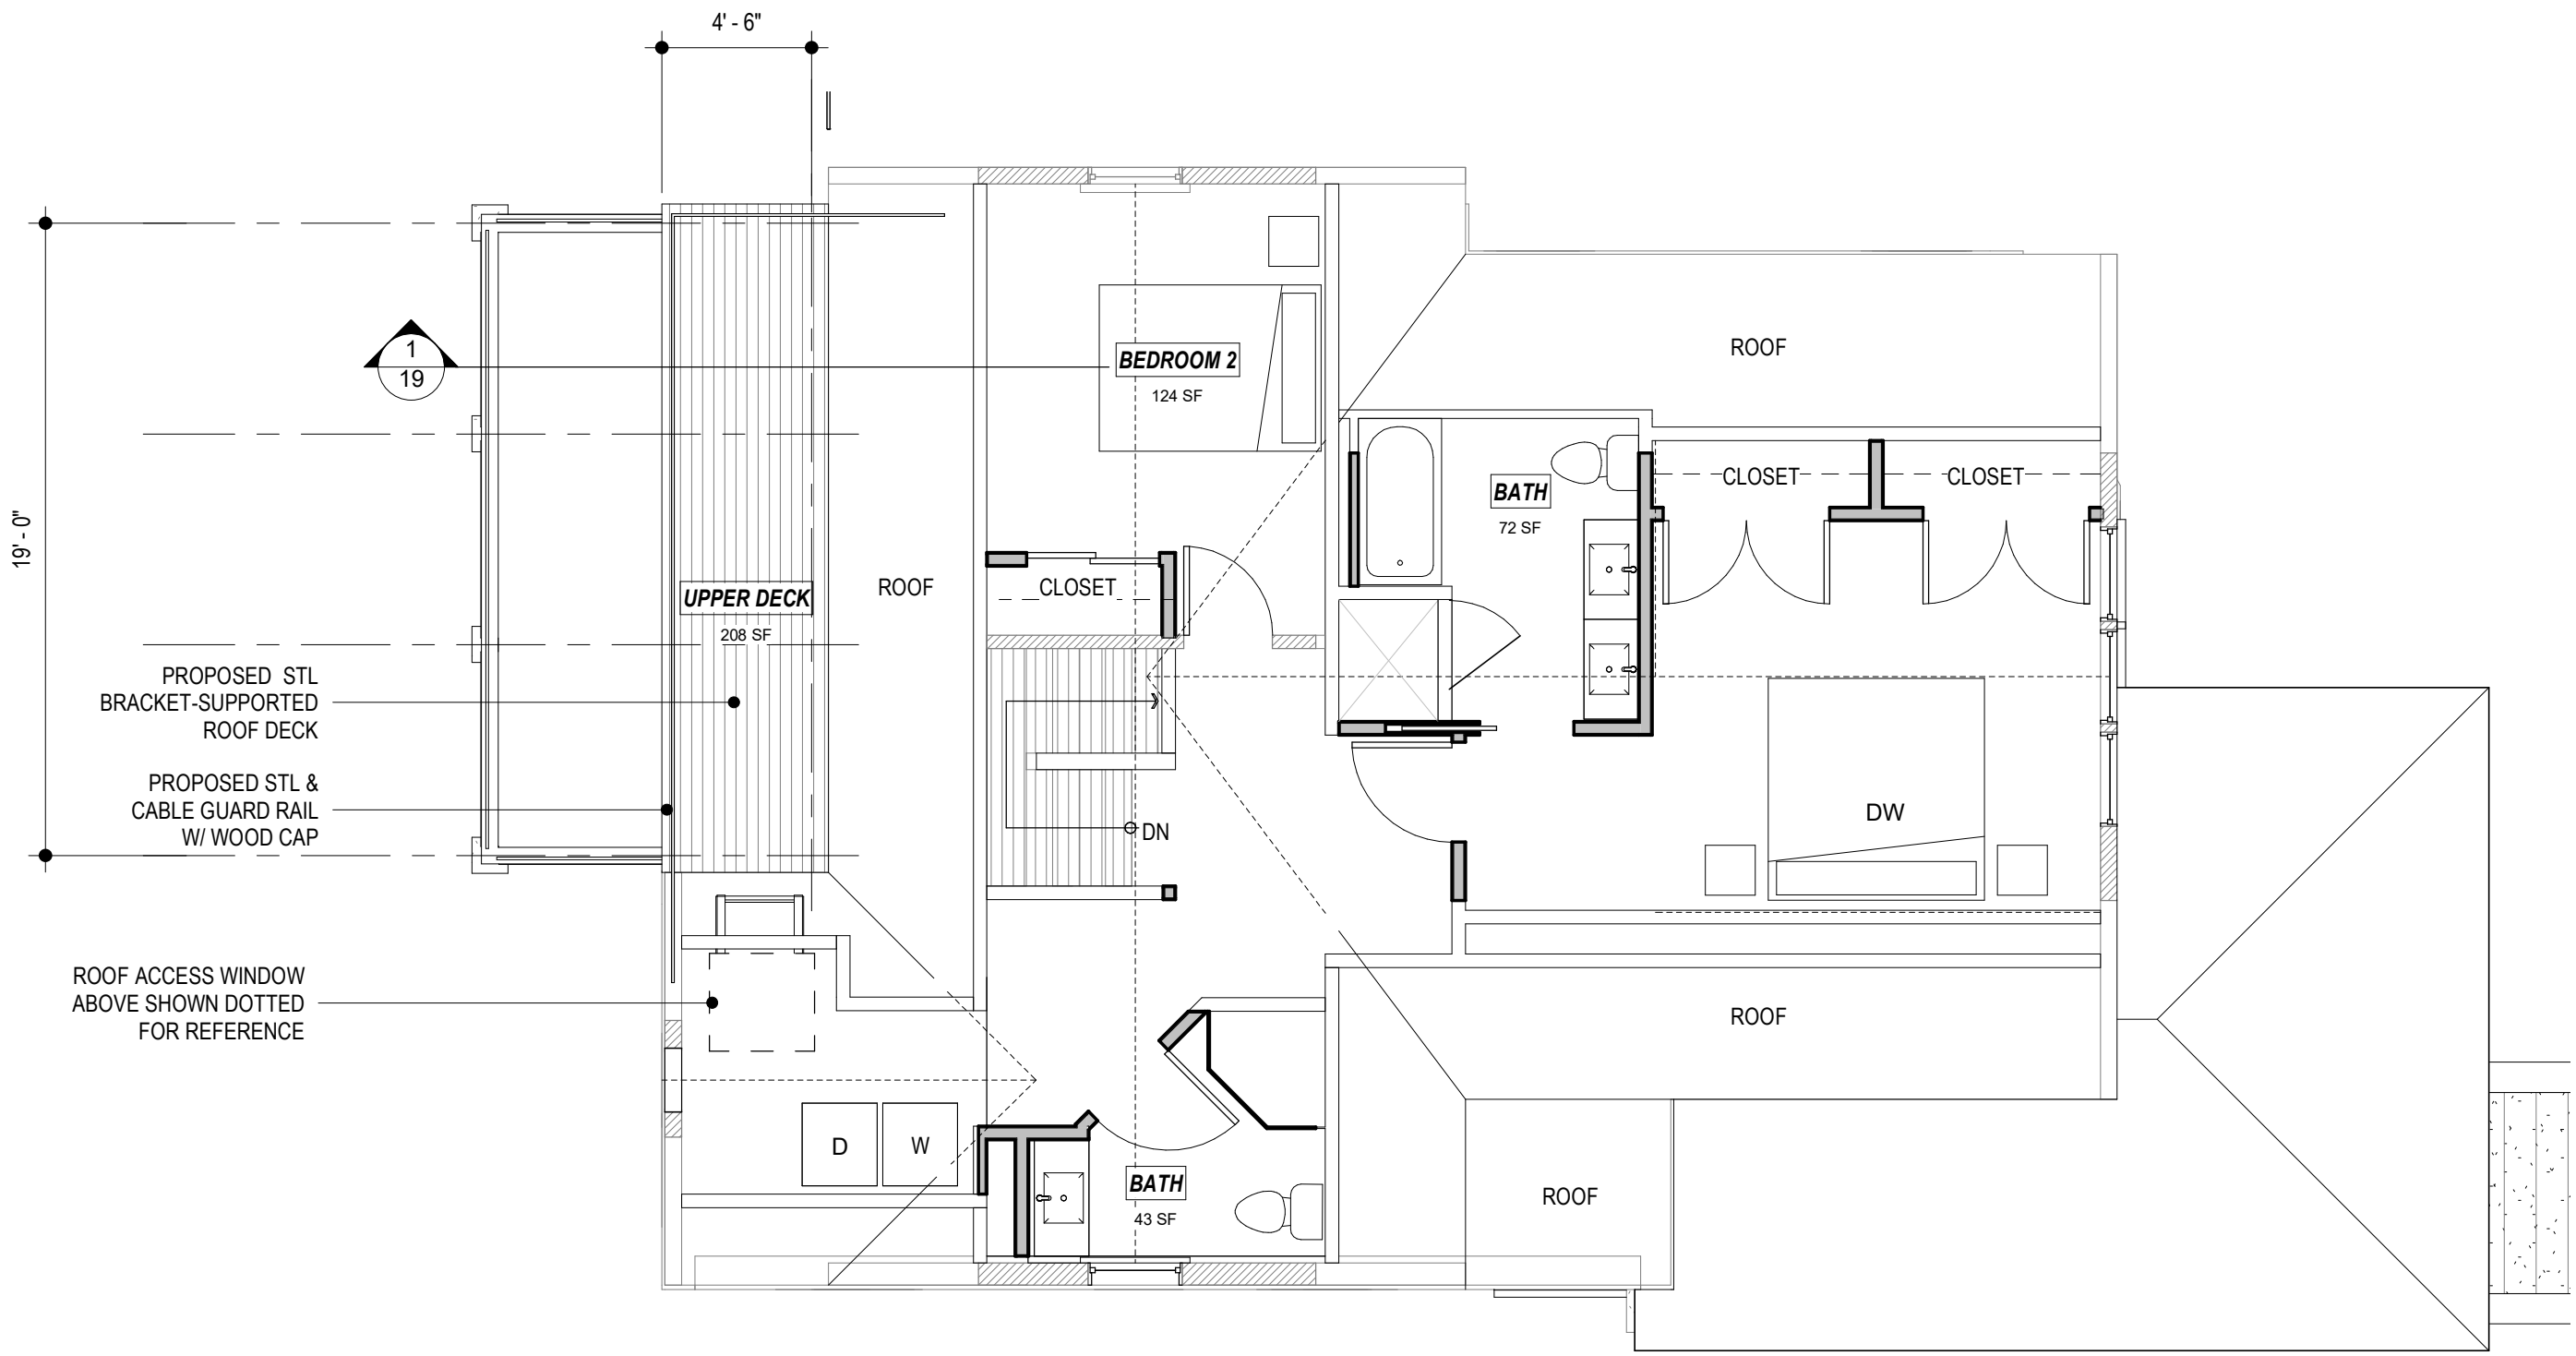 4' - 6"
19' - 0"
1
19
BEDROOM 2
124 SF
ROOF
BATH
72 SF
CLOSET
CLOSET
CLOSET
ROOF
UPPER DECK
208 SF
PROPOSED STL
BRACKET-SUPPORTED
ROOF DECK
PROPOSED STL &
CABLE GUARD RAIL
W/ WOOD CAP
DN
DW
ROOF ACCESS WINDOW
ABOVE SHOWN DOTTED
FOR REFERENCE
ROOF
D
W
BATH
43 SF
ROOF